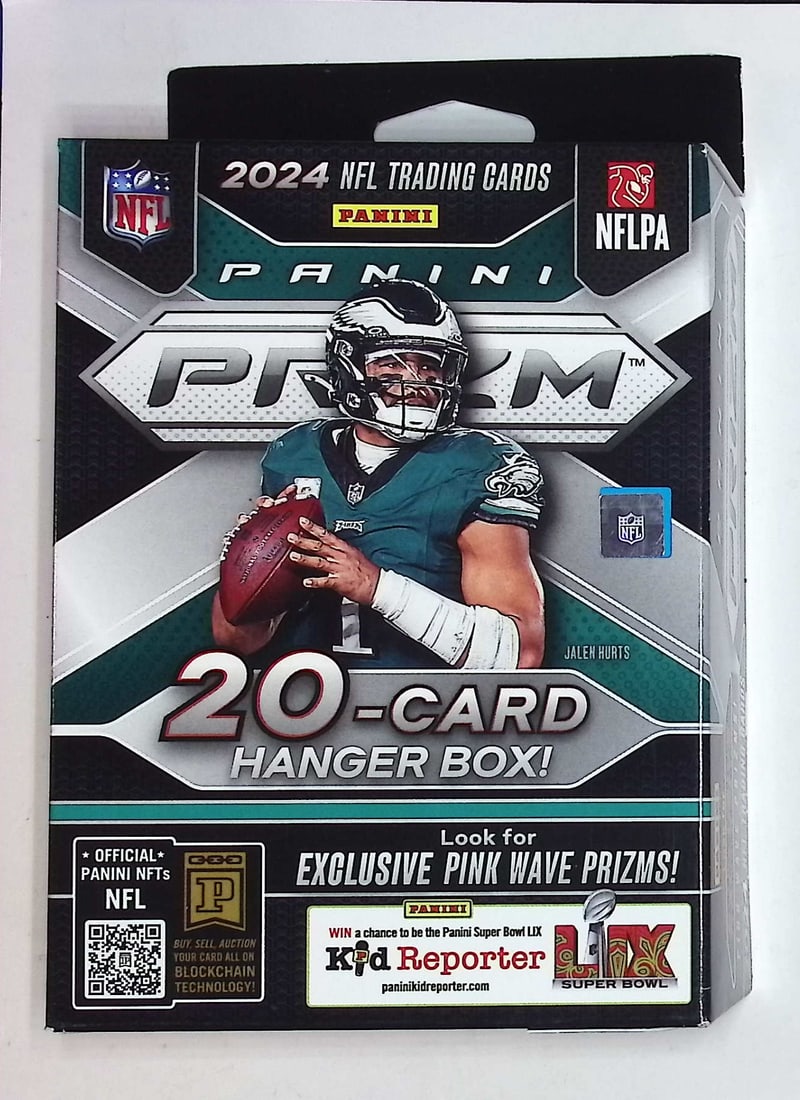 2024 NFL TRADING CARDS
PANINI
NFL
NFLPA
PANINI
PRIZM™
NFL
1
JALEN HURTS
20-CARD
HANGER BOX!
Look for
EXCLUSIVE PINK WAVE PRIZMS!
* OFFICIAL *
PANINI NFTs
NFL
P
BUY, SELL, AUCTION
YOUR CARD ALL ON
BLOCKCHAIN
TECHNOLOGY!
PANINI
WIN a chance to be the Panini Super Bowl LIX
Kid Reporter
paninikidreporter.com
LIX
SUPER BOWL